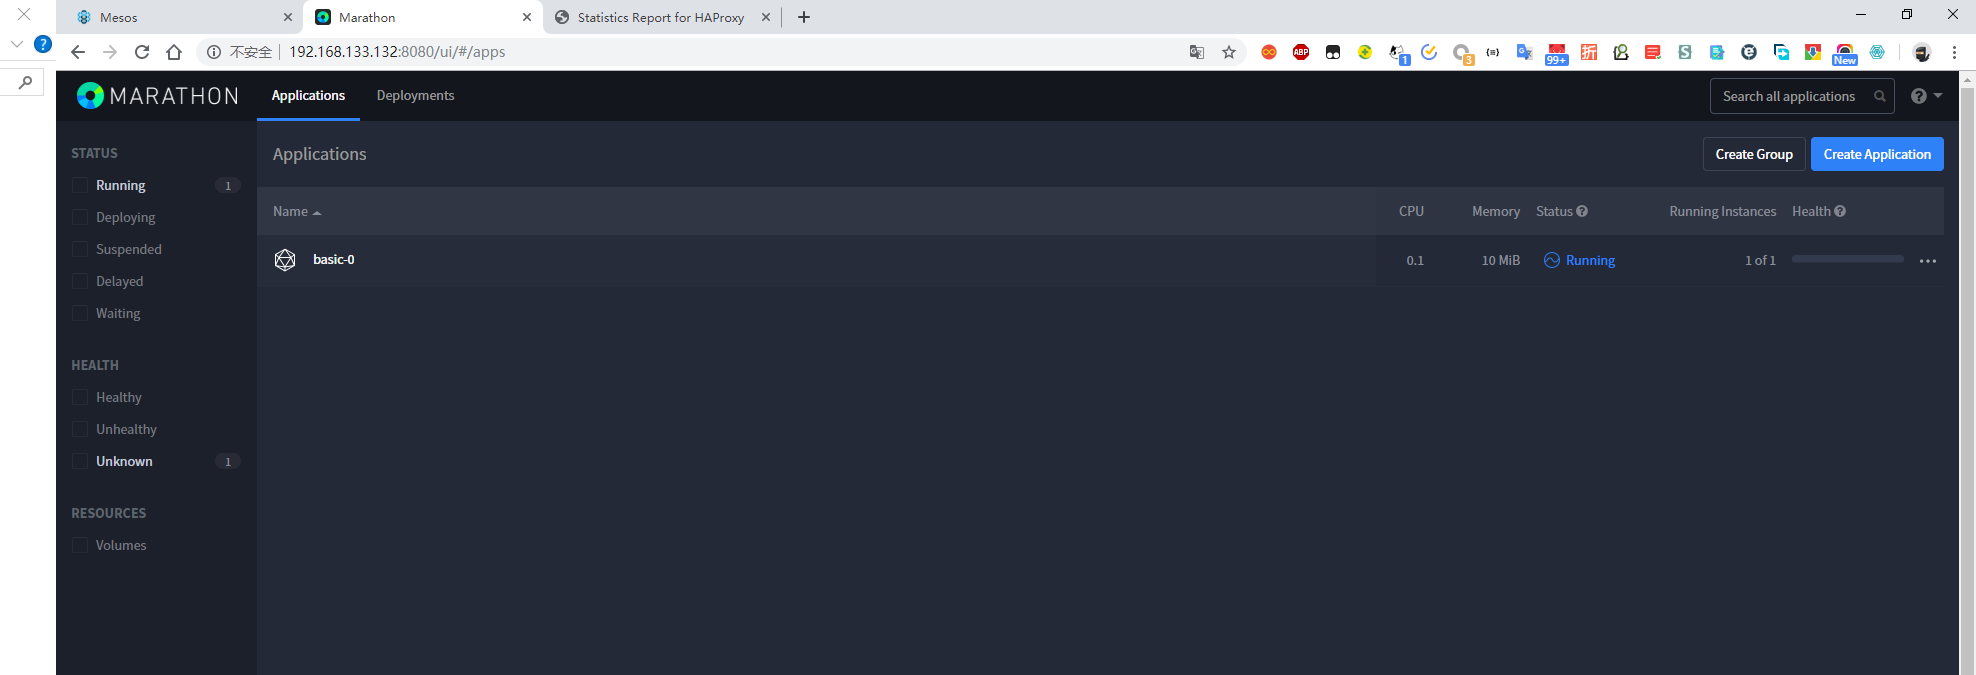 Mesos
Marathon
Statistics Report for HAProxy
不安全 192.168.133.132:8080/ui/#/apps
ABP
1
3
99+
折
New
MARATHON
Applications
Deployments
Search all applications
STATUS
Running 1
Deploying
Suspended
Delayed
Waiting
HEALTH
Healthy
Unhealthy
Unknown 1
RESOURCES
Volumes
Applications
Create Group
Create Application
Name CPU Memory Status Running Instances Health
basic-0 0.1 10 MiB Running 1 of 1